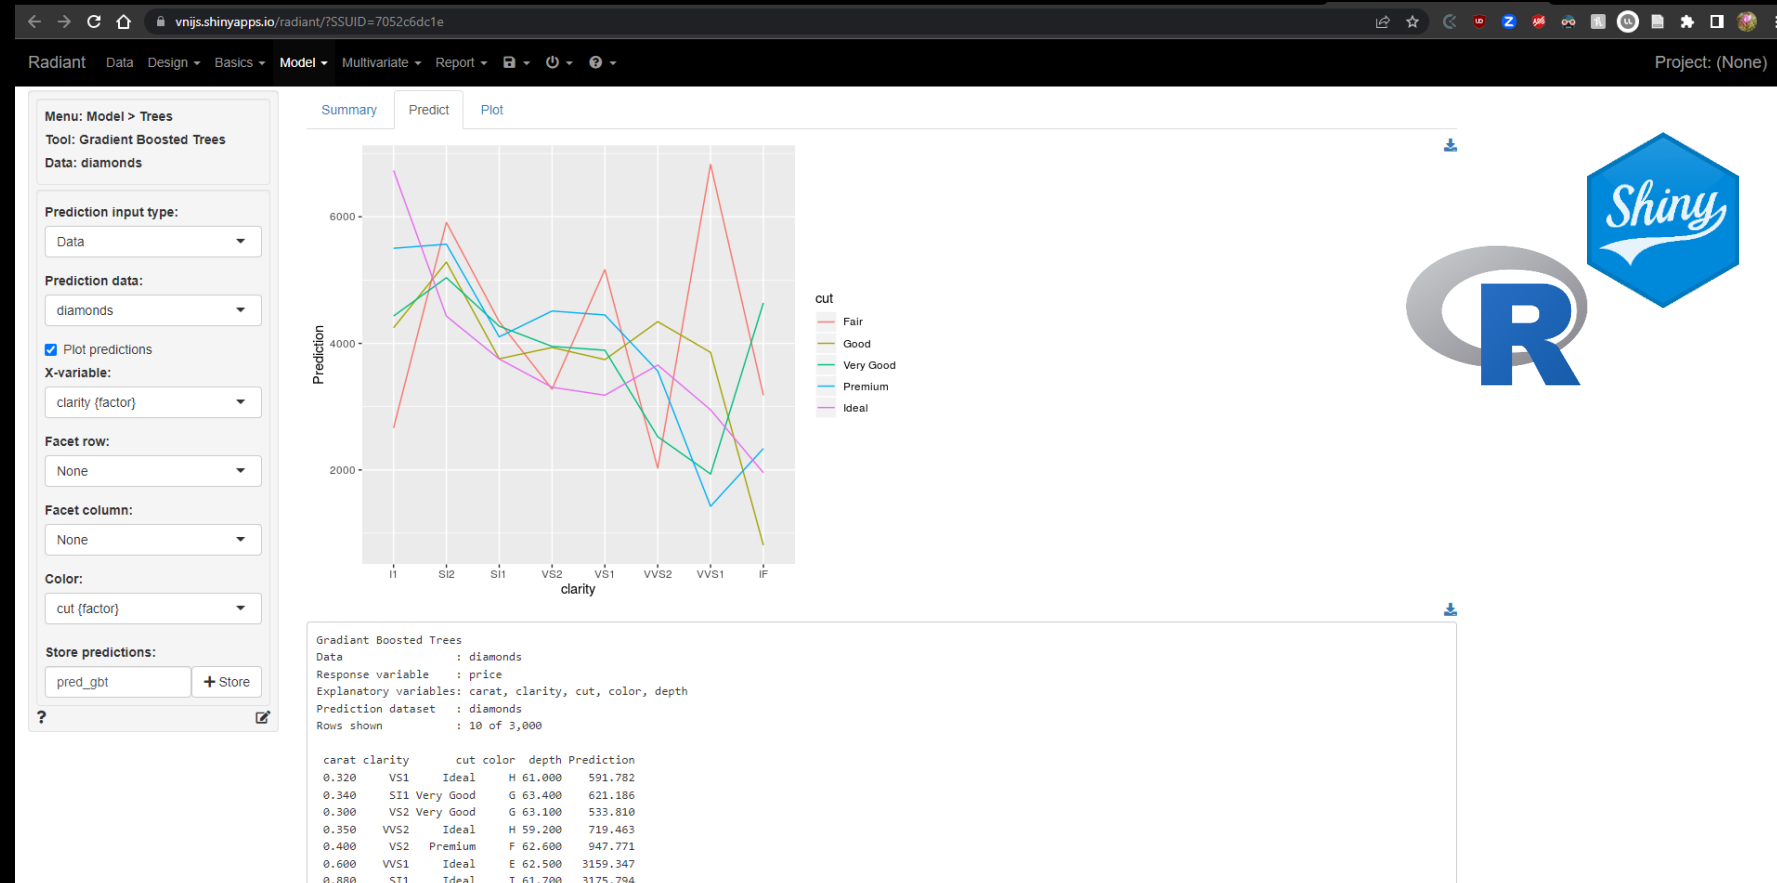 vnijs.shinyapps.io/radiant/?SSUID=7052c6dc1e
Radiant Data Design Basics Model Multivariate Report Project: (None)
Menu: Model > Trees
Tool: Gradient Boosted Trees
Data: diamonds
Prediction input type:
Data
Prediction data:
diamonds
Plot predictions
X-variable:
clarity {factor}
Facet row:
None
Facet column:
None
Color:
cut {factor}
Store predictions:
pred_gbt + Store
?
Summary Predict Plot
6000
4000
2000
Prediction
I1 SI2 SI1 VS2 VS1 VVS2 VVS1 IF
clarity
cut
Fair
Good
Very Good
Premium
Ideal
Shiny
R
Gradiant Boosted Trees
Data : diamonds
Response variable : price
Explanatory variables: carat, clarity, cut, color, depth
Prediction dataset : diamonds
Rows shown : 10 of 3,000
carat clarity cut color depth Prediction
0.320 VS1 Ideal H 61.000 591.782
0.340 SI1 Very Good G 63.400 621.186
0.300 VS2 Very Good G 63.100 533.810
0.350 VVS2 Ideal H 59.200 719.463
0.400 VS2 Premium F 62.600 947.771
0.600 VVS1 Ideal E 62.500 3159.347
0.880 SI1 Ideal I 61.700 3175.794